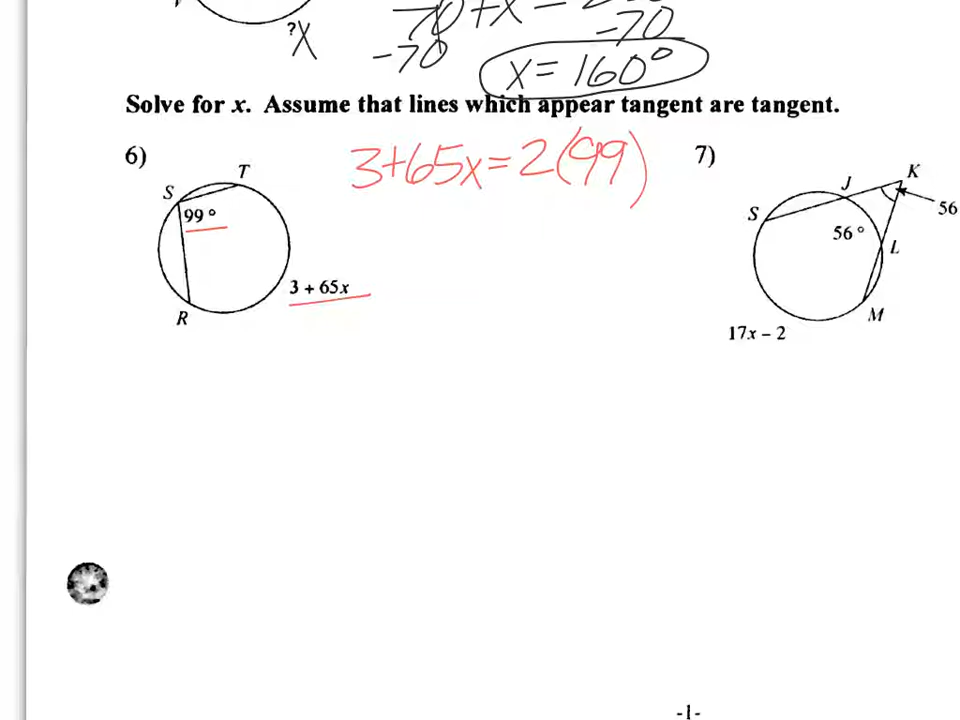 -70 + x =
?
X
-70
-70
x = 160°
Solve for x. Assume that lines which appear tangent are tangent.
6)
3+65x = 2(99)
7)
T
S
99 °
3 + 65x
R
K
J
S
56
56 °
L
M
17x – 2
-1-